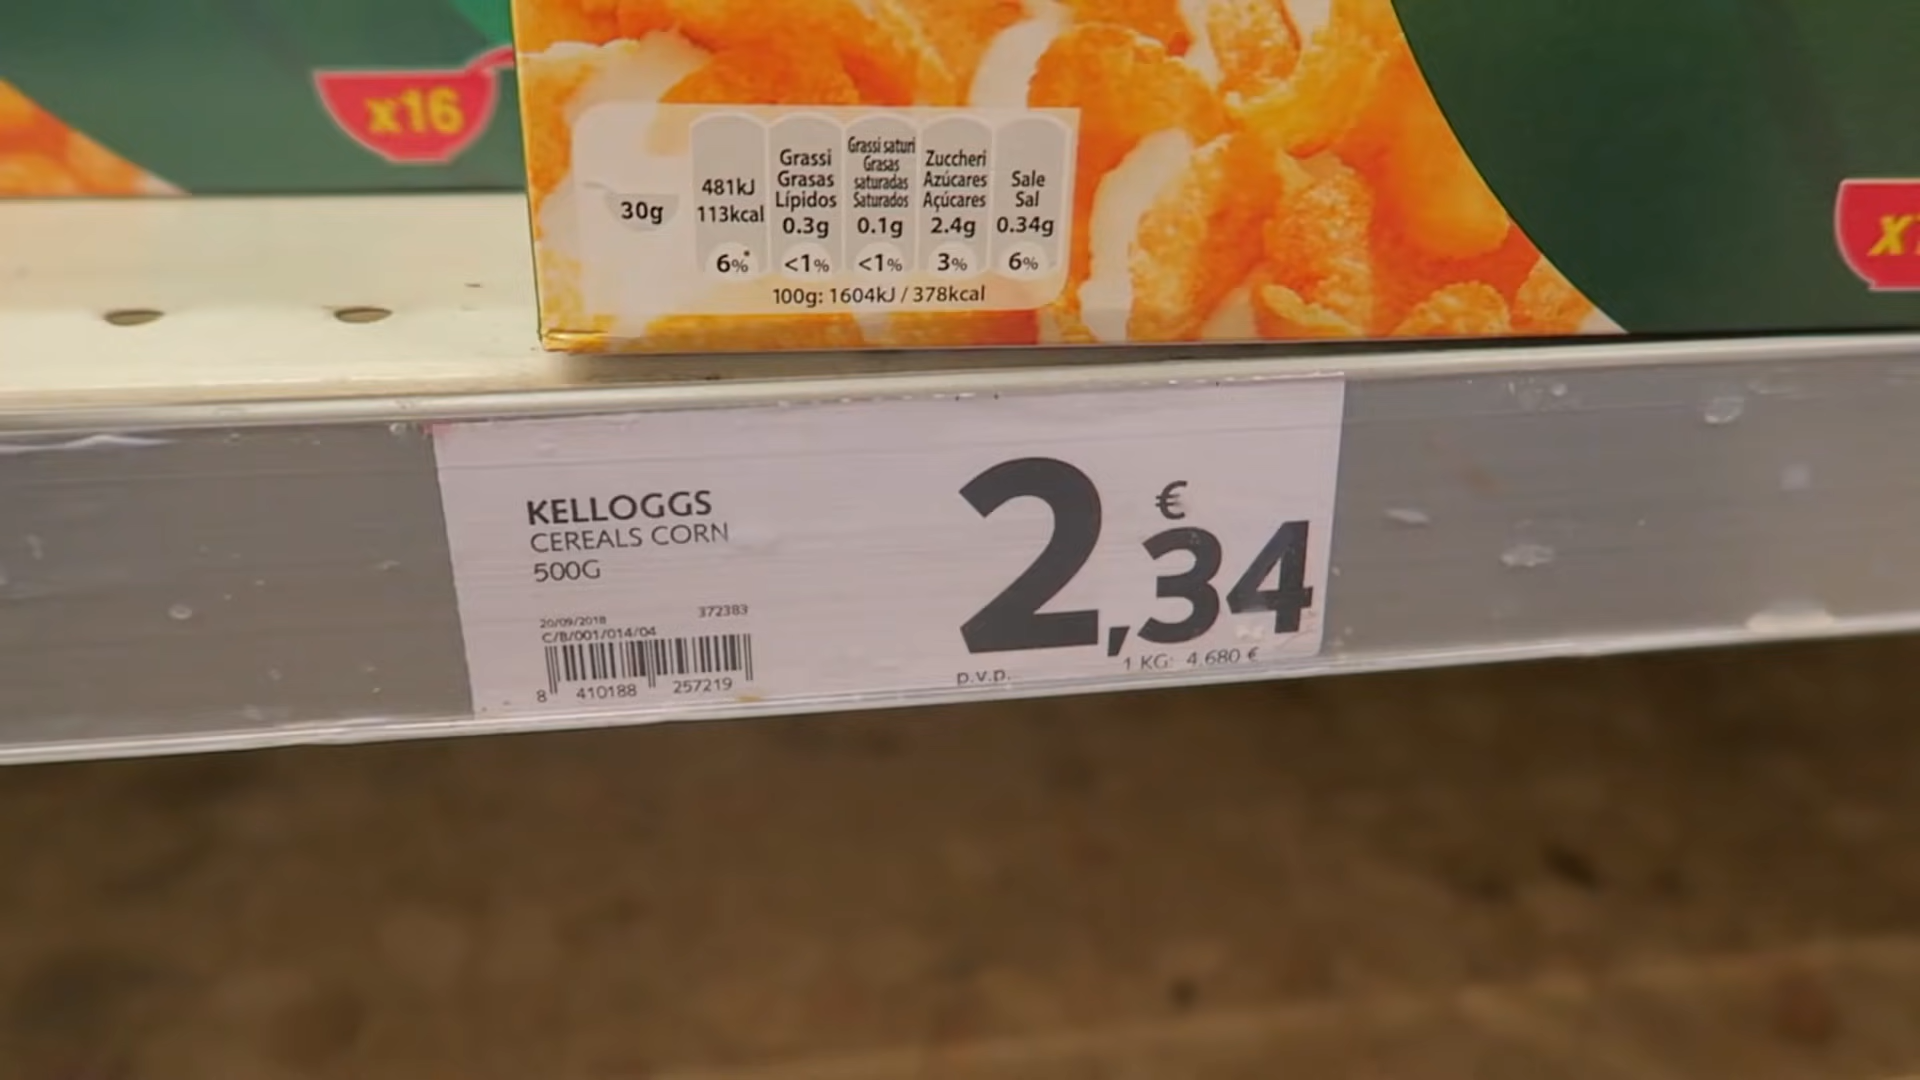 x16
30g
481kJ
113kcal
6%*
Grassi
Grasas
Lípidos
0.3g
<1%
Grassi saturi
Grasas
saturadas
Saturados
0.1g
<1%
Zuccheri
Azúcares
Açúcares
2.4g
3%
Sale
Sal
0.34g
6%
100g: 1604kJ / 378kcal
KELLOGGS
CEREALS CORN
500G
20/09/2018 372383
C/B/001/014/04
8 410188 257219
2,34 €
p.v.p. 1 KG: 4.680 €